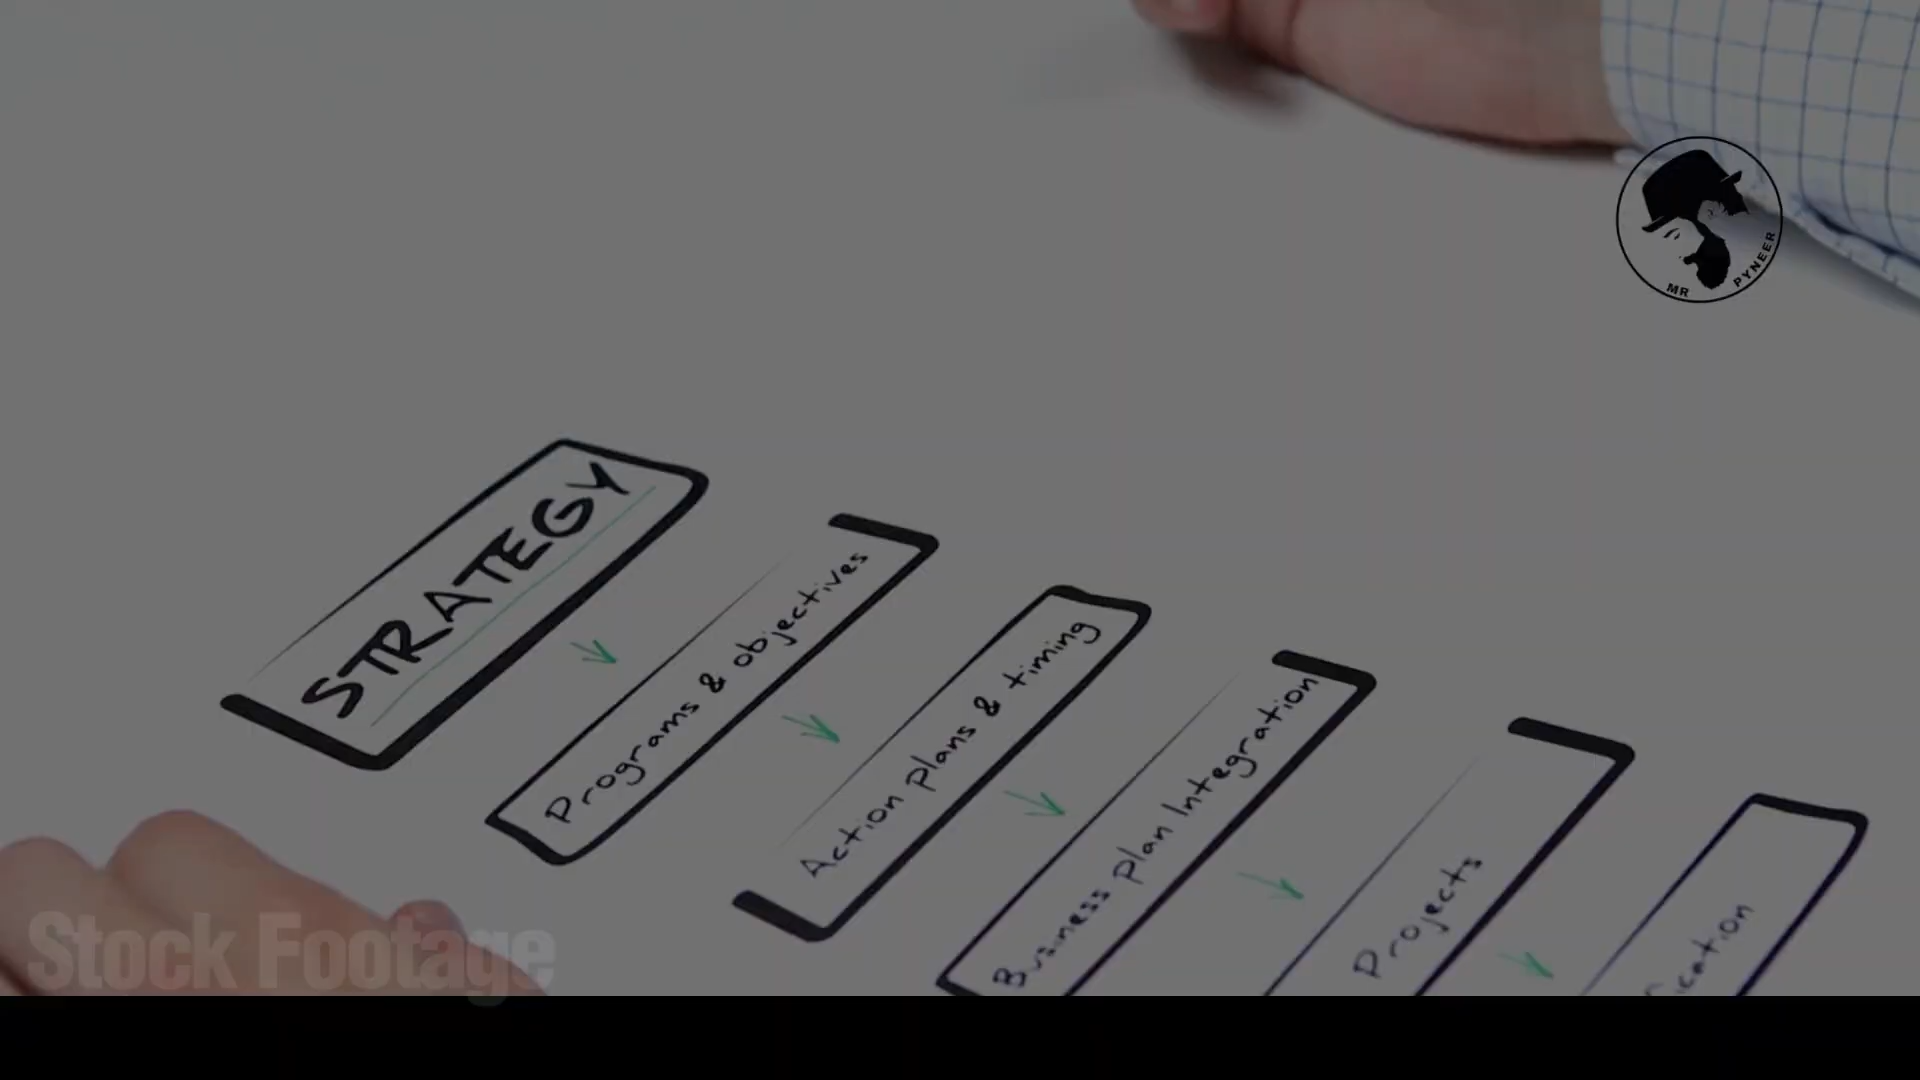 MR PYNEER
STRATEGY
Programs & objectives
Action plans & timing
Business plan Integration
Projects
Stock Footage